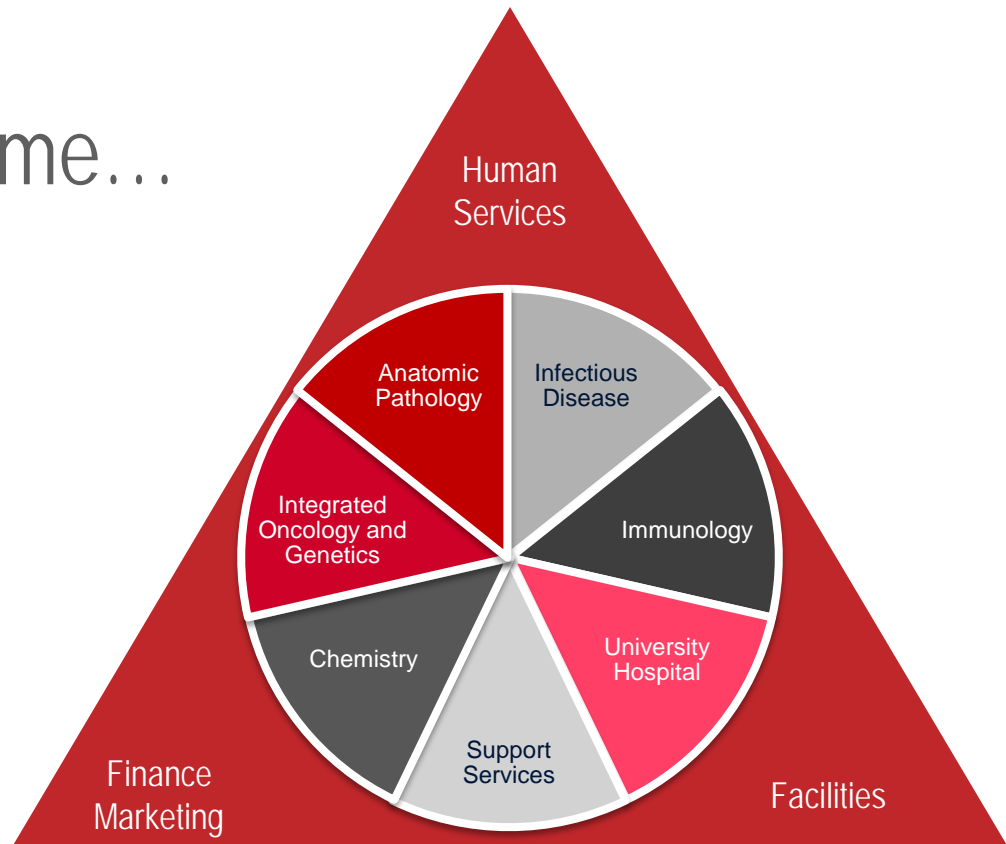 me...
Human
Services
Anatomic
Pathology
Infectious
Disease
Integrated
Oncology and
Genetics
Immunology
Chemistry
University
Hospital
Support
Services
Finance
Marketing
Facilities